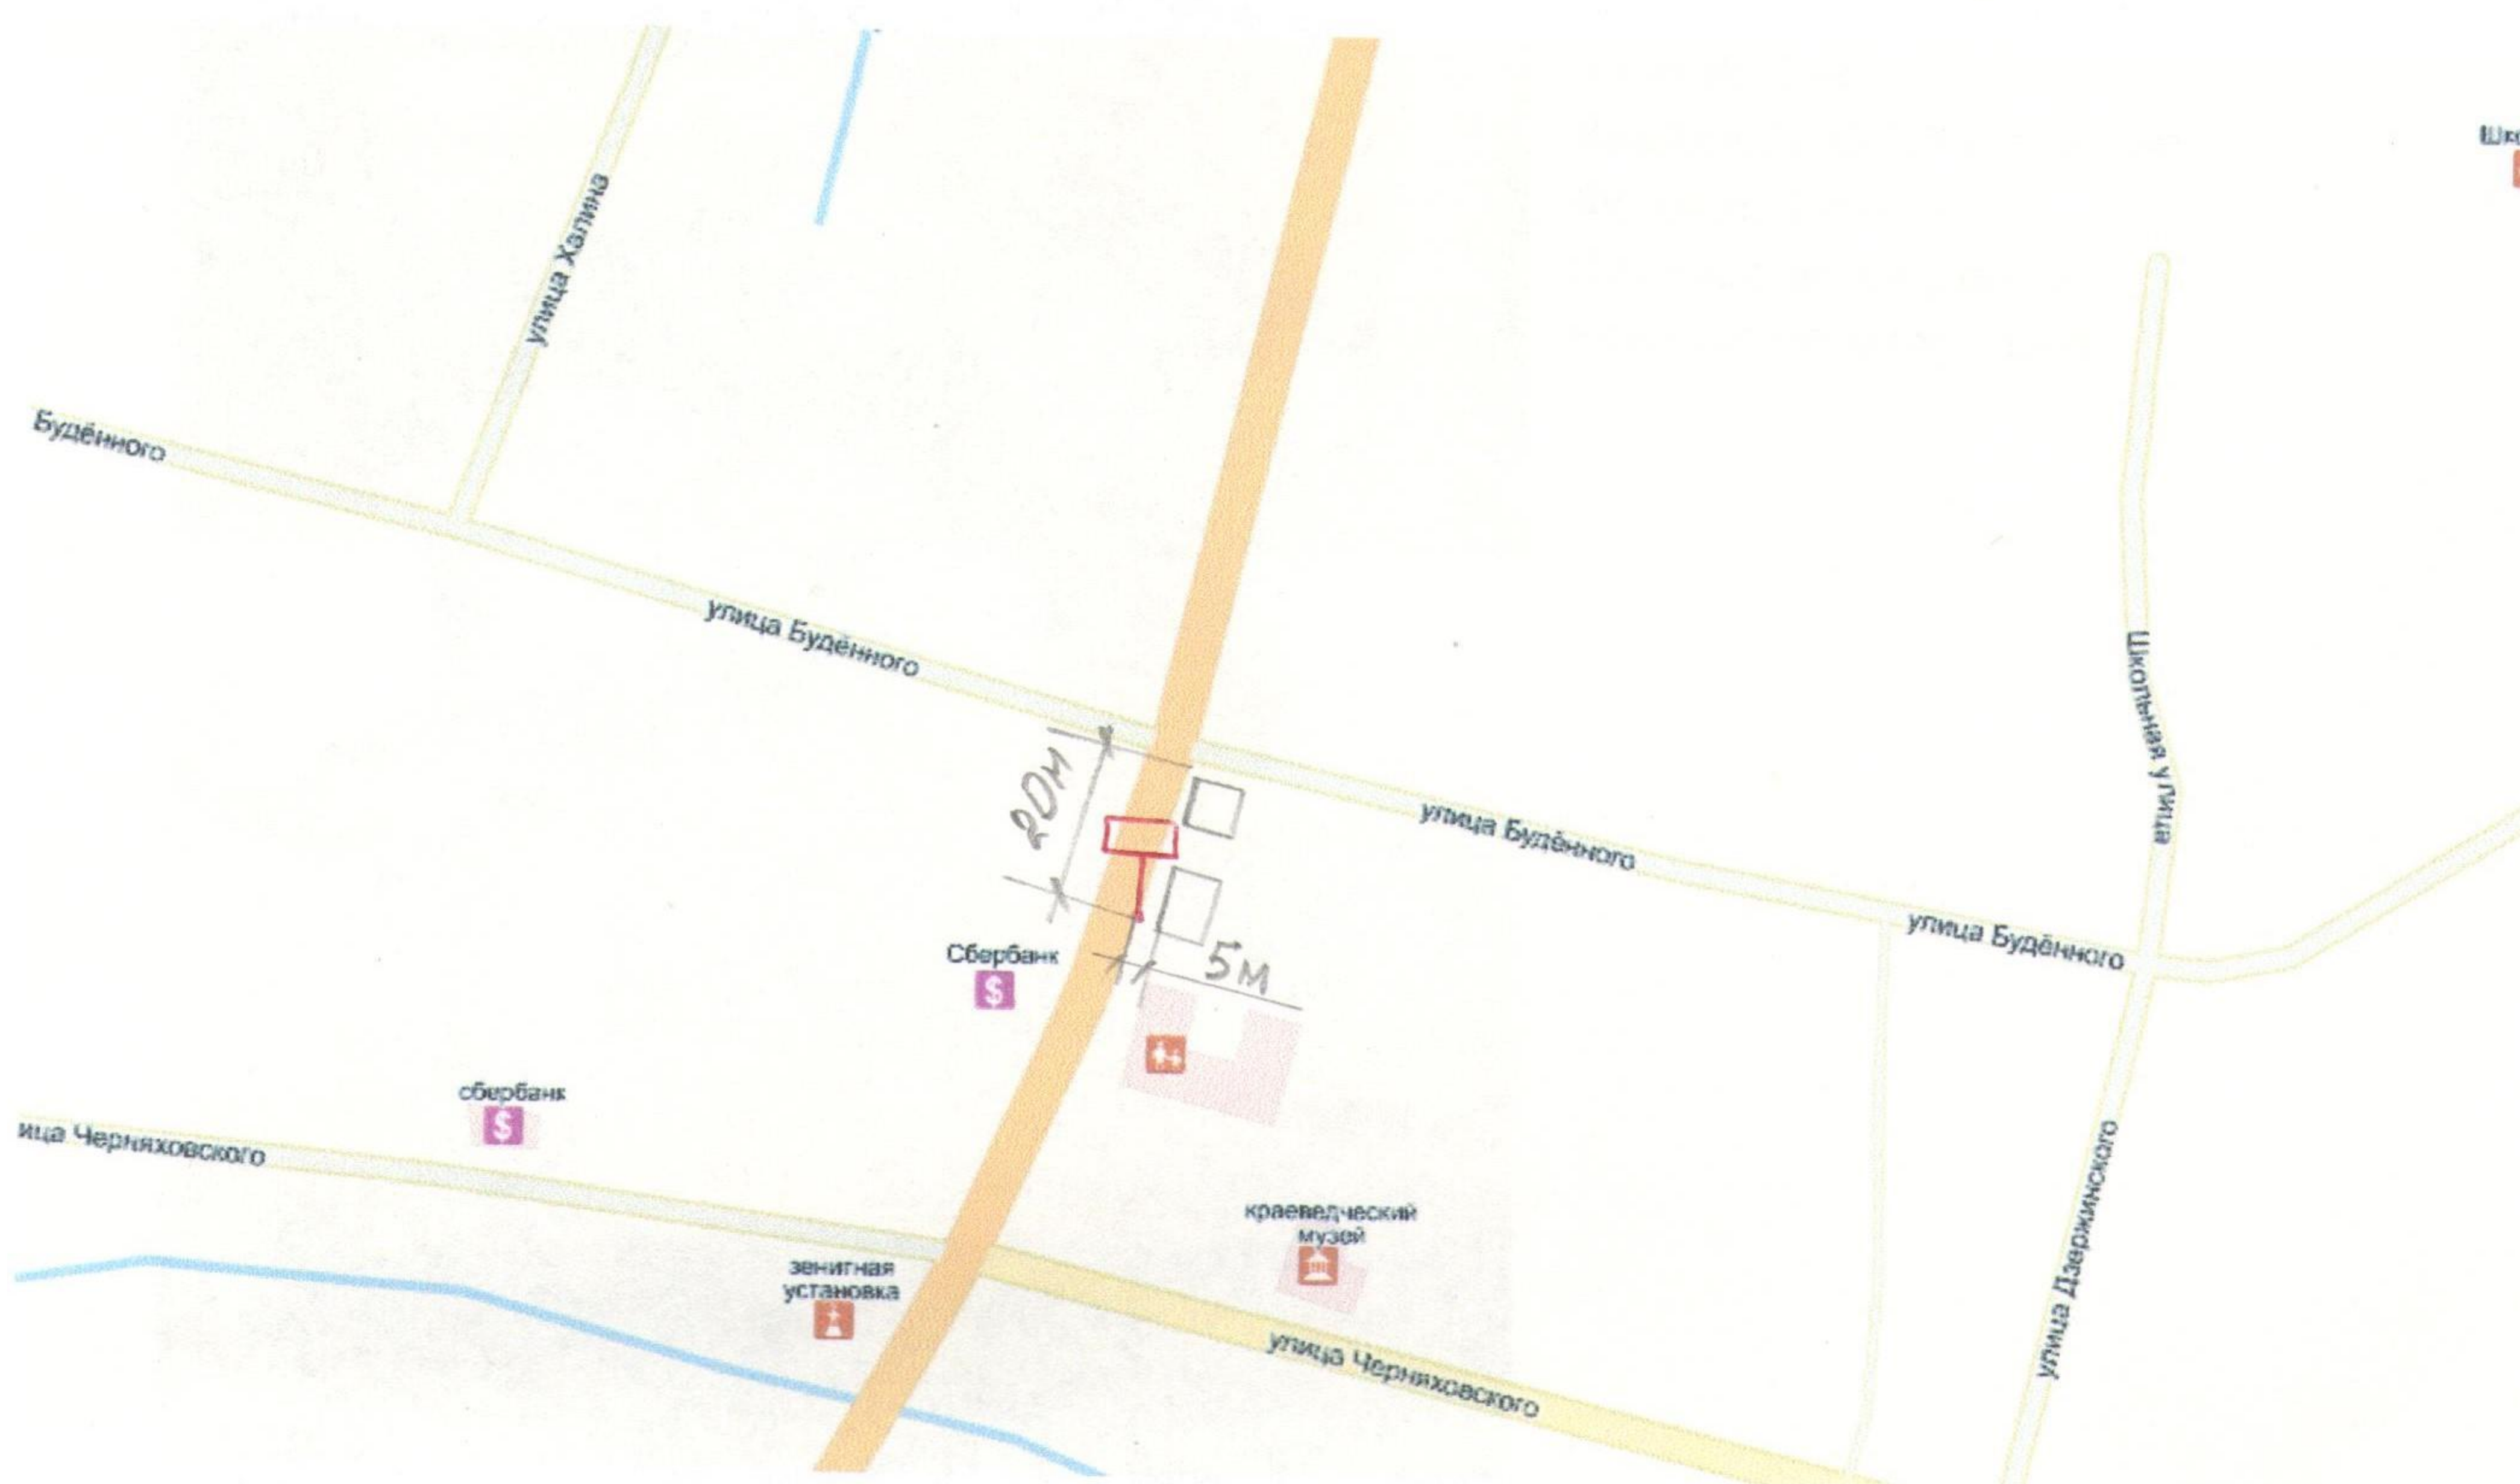 Шко
улица Халина
Будённого
улица Будённого
Школьная улица
20м
улица Будённого
улица Будённого
Сбербанк
$
5м
сбербанк
$
ица Черняховского
улица Дзержинского
краеведческий
музей
зенитная
установка
улица Черняховского